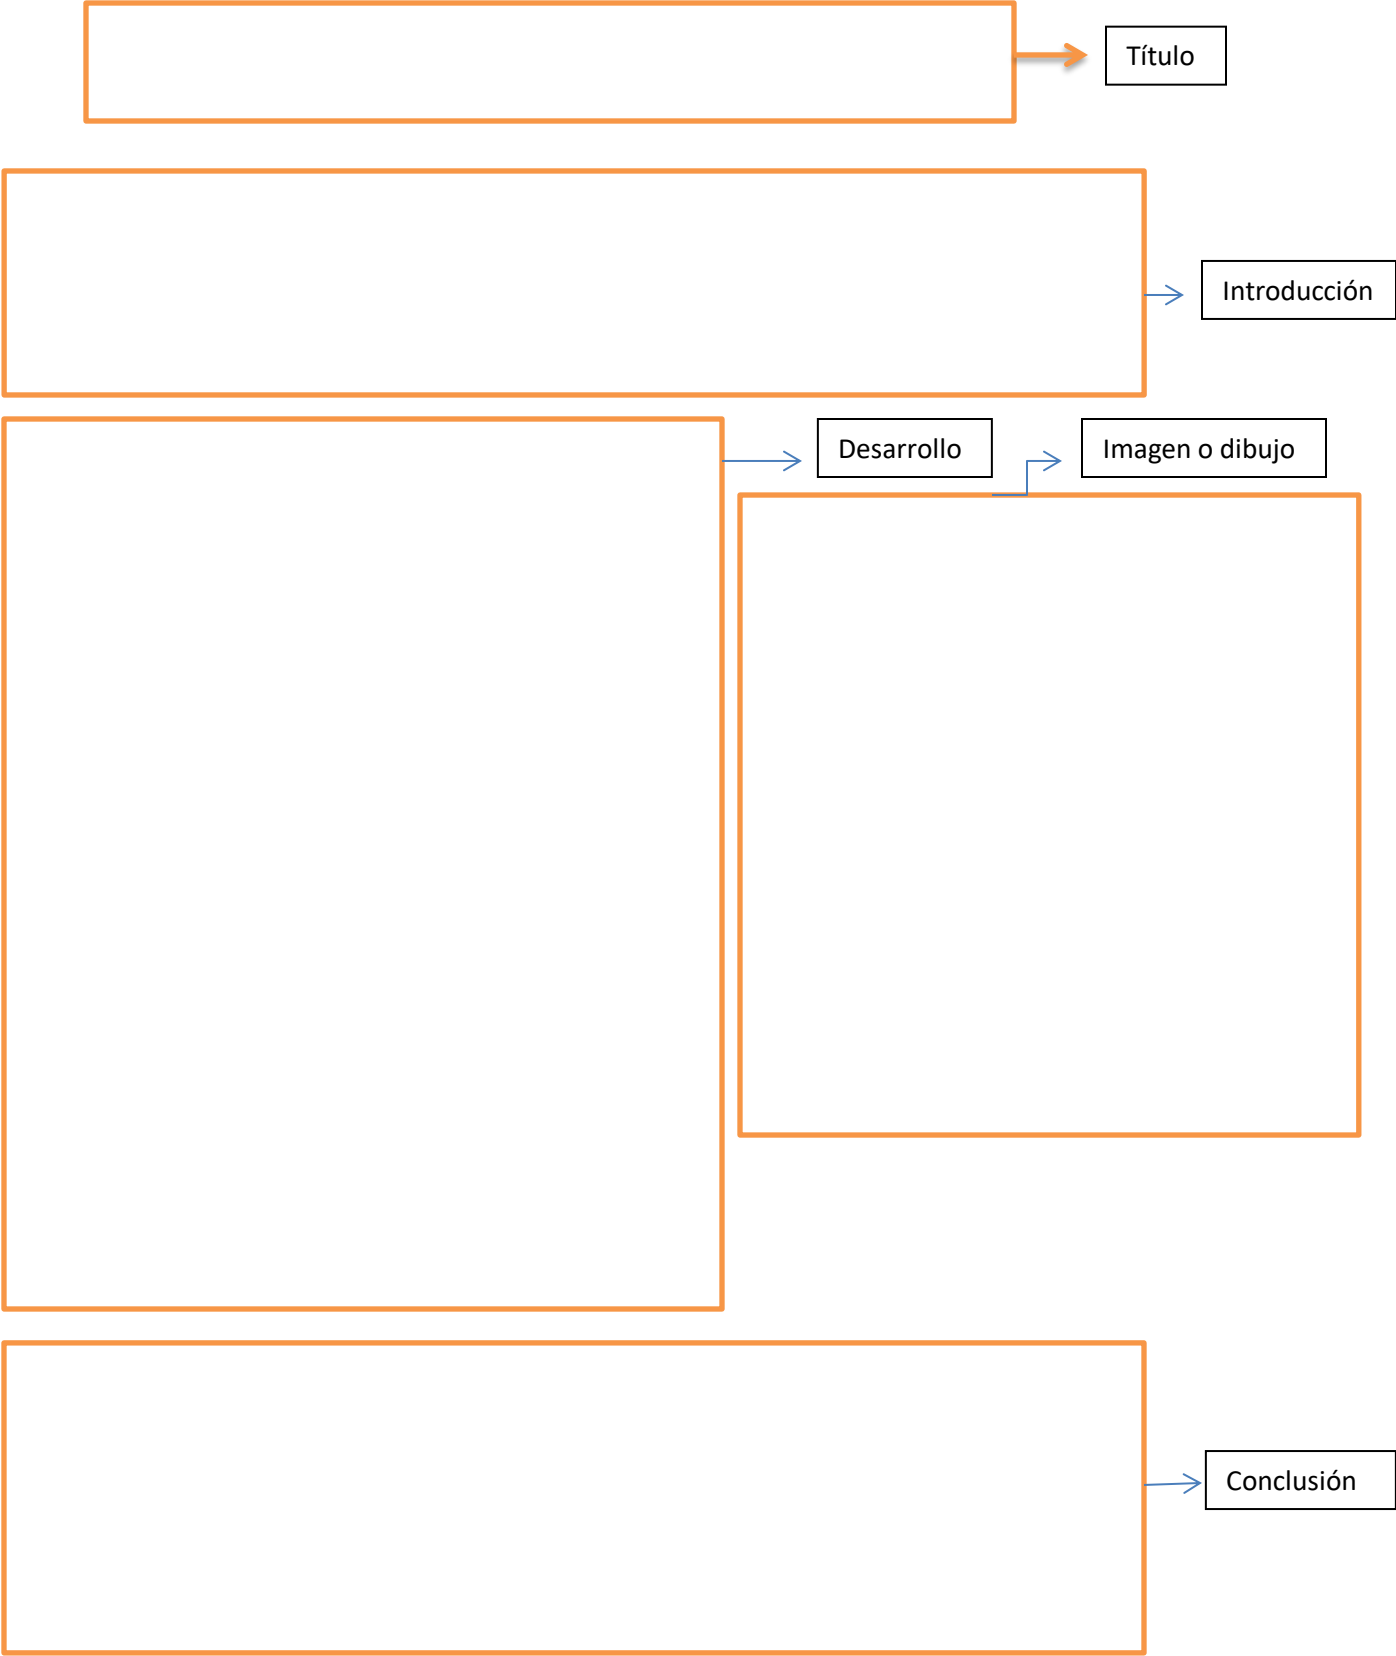 Título
Introducción
Desarrollo
Imagen o dibujo
Conclusión